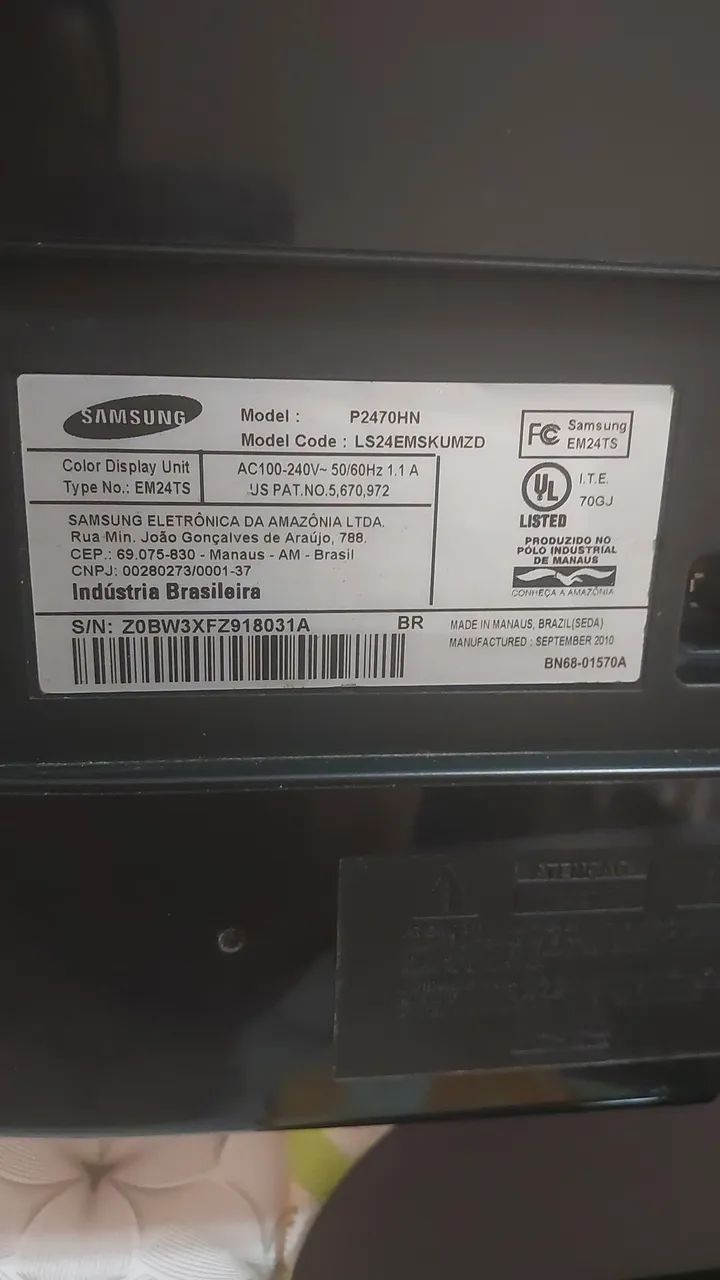 SAMSUNG
Model : P2470HN
Model Code : LS24EMSKUMZD
FC Samsung
EM24TS
Color Display Unit
Type No.: EM24TS
AC100-240V~ 50/60Hz 1.1 A
US PAT.NO.5,670,972
UL
LISTED
I.T.E.
70GJ
SAMSUNG ELETRÔNICA DA AMAZÔNIA LTDA.
Rua Min. João Gonçalves de Araújo, 788.
CEP.: 69.075-830 - Manaus - AM - Brasil
CNPJ: 00280273/0001-37
Indústria Brasileira
PRODUZIDO NO
PÓLO INDUSTRIAL
DE MANAUS
CONHEÇA A AMAZÔNIA
S/N: Z0BW3XFZ918031A BR
MADE IN MANAUS, BRAZIL(SEDA)
MANUFACTURED : SEPTEMBER 2010
BN68-01570A
ATENÇÃO